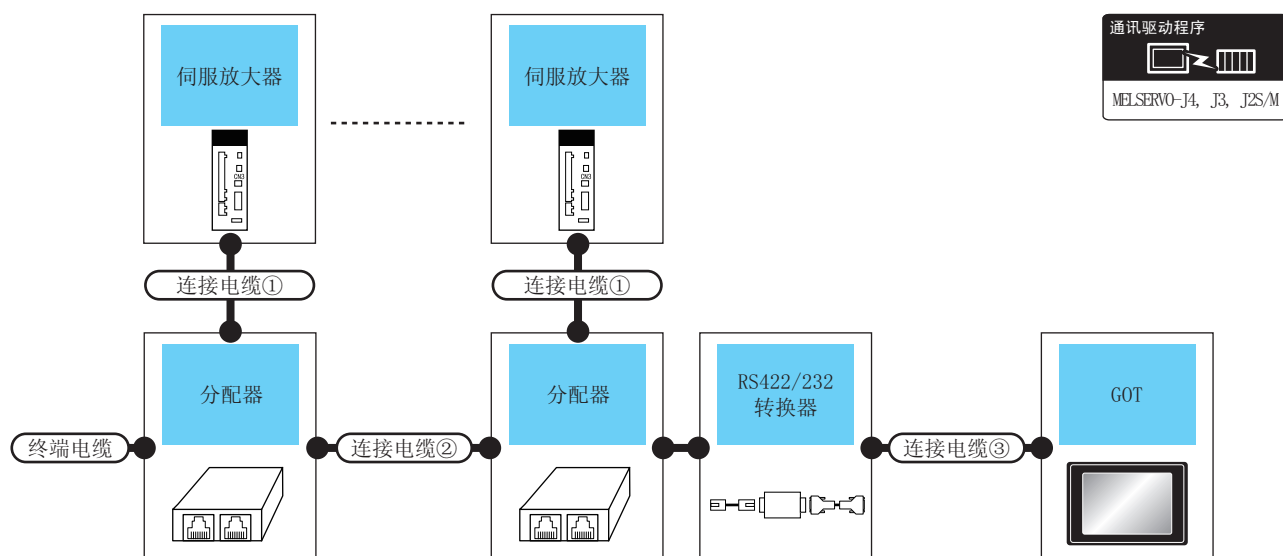 通讯驱动程序
MELSERVO-J4, J3, J2S/M
伺服放大器
伺服放大器
CN3
CN3
连接电缆①
连接电缆①
分配器
分配器
RS422/232
转换器
GOT
终端电缆
连接电缆②
连接电缆③